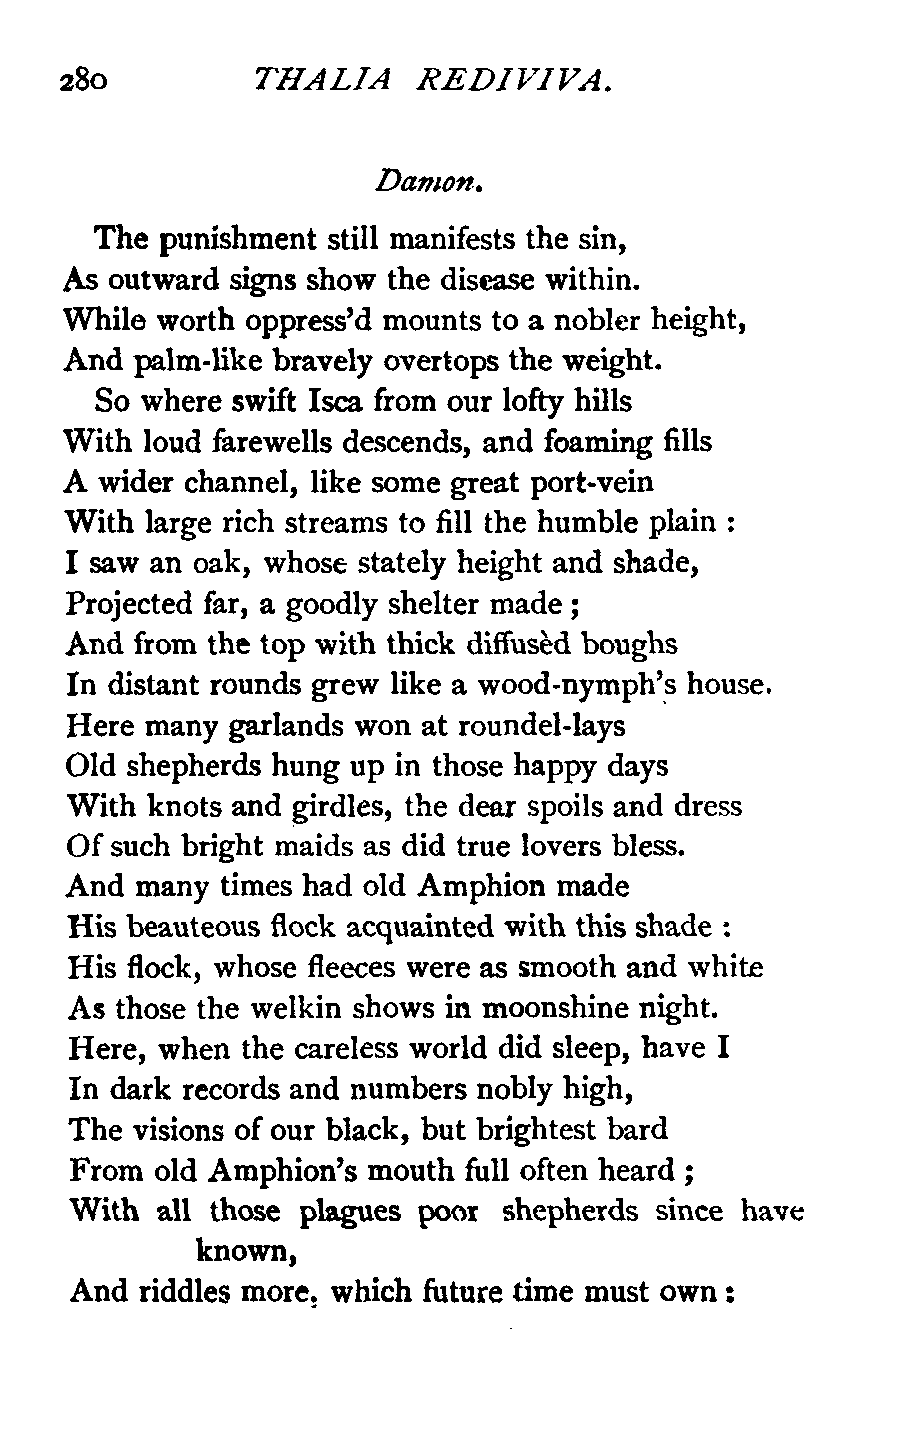 280 THALIA REDIVIVA.
Damon.
The punishment still manifests the sin,
As outward signs show the disease within.
While worth oppress'd mounts to a nobler height,
And palm-like bravely overtops the weight.
So where swift Isca from our lofty hills
With loud farewells descends, and foaming fills
A wider channel, like some great port-vein
With large rich streams to fill the humble plain :
I saw an oak, whose stately height and shade,
Projected far, a goodly shelter made ;
And from the top with thick diffusèd boughs
In distant rounds grew like a wood-nymph's house.
Here many garlands won at roundel-lays
Old shepherds hung up in those happy days
With knots and girdles, the dear spoils and dress
Of such bright maids as did true lovers bless.
And many times had old Amphion made
His beauteous flock acquainted with this shade :
His flock, whose fleeces were as smooth and white
As those the welkin shows in moonshine night.
Here, when the careless world did sleep, have I
In dark records and numbers nobly high,
The visions of our black, but brightest bard
From old Amphion's mouth full often heard ;
With all those plagues poor shepherds since have
known,
And riddles more, which future time must own :